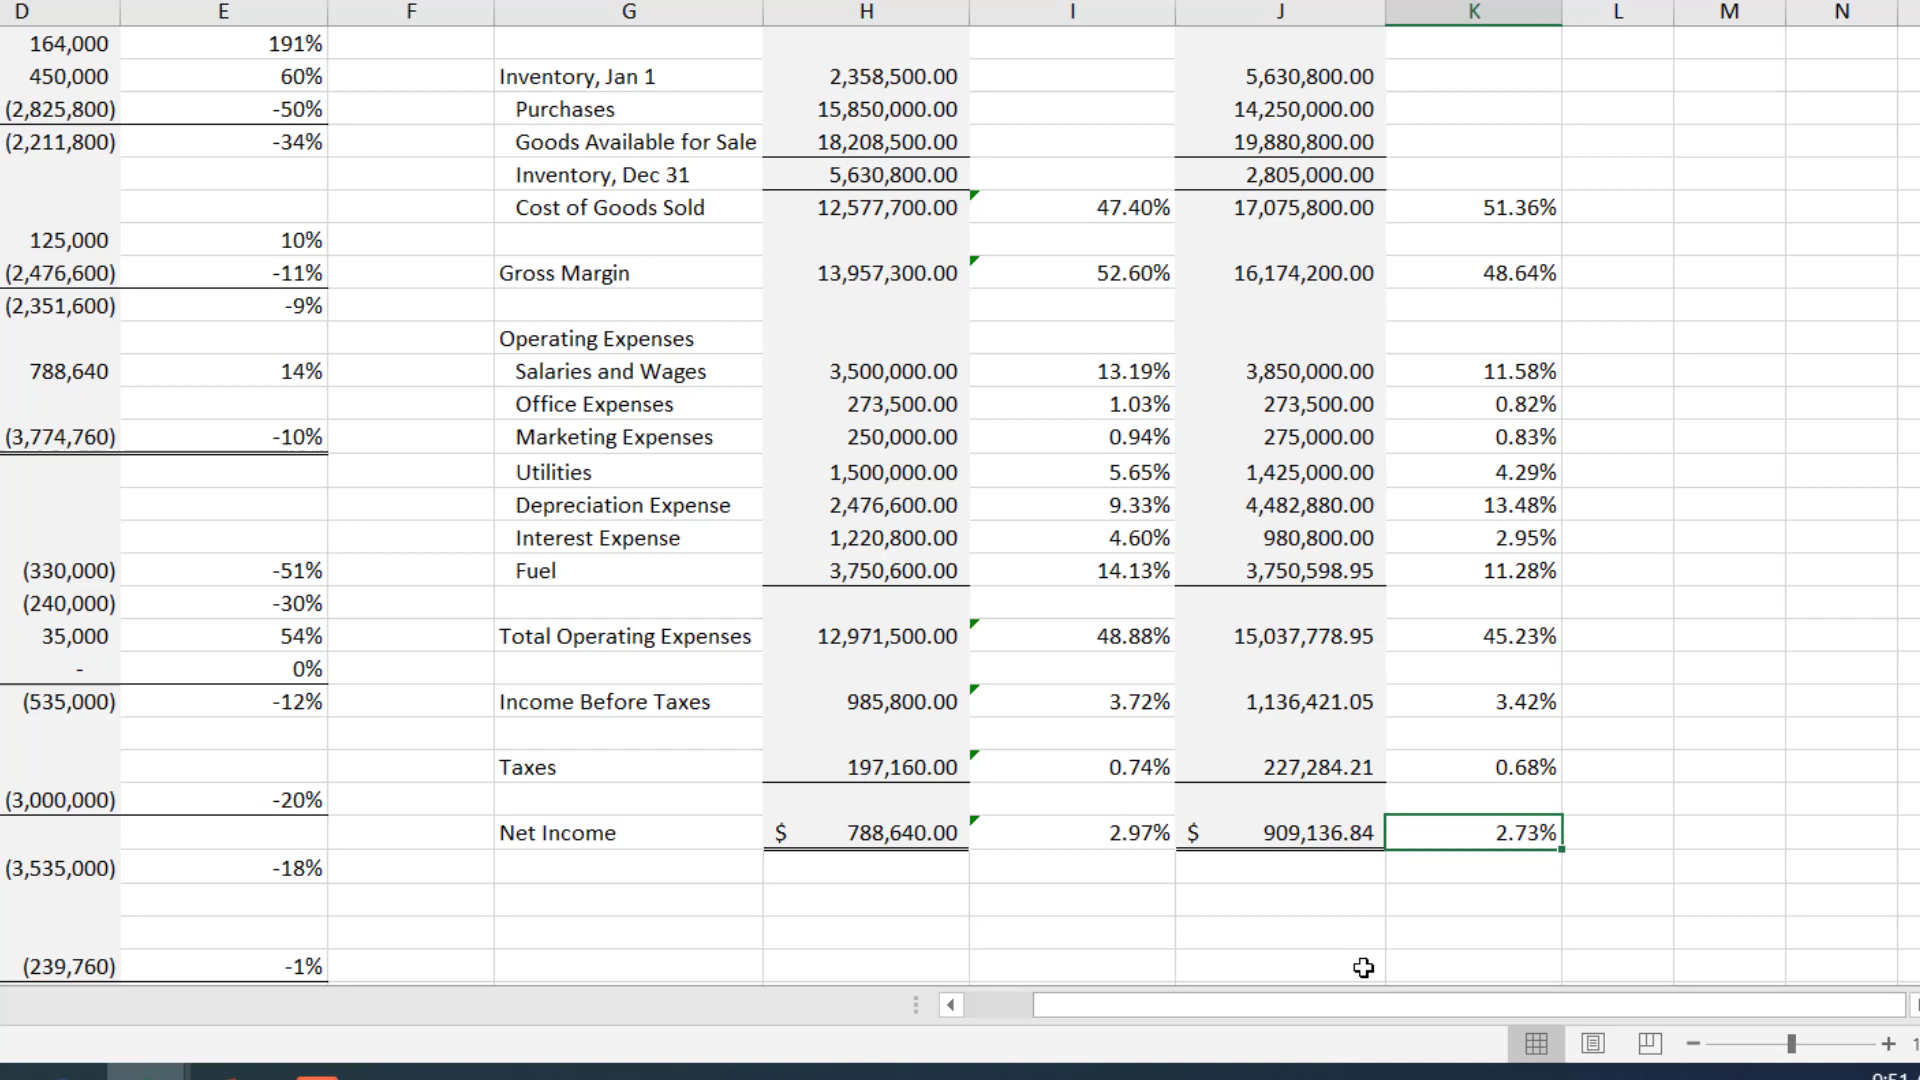 D E F G H I J K L M N
164,000 191%
450,000 60% Inventory, Jan 1 2,358,500.00 5,630,800.00
(2,825,800) -50% Purchases 15,850,000.00 14,250,000.00
(2,211,800) -34% Goods Available for Sale 18,208,500.00 19,880,800.00
Inventory, Dec 31 5,630,800.00 2,805,000.00
Cost of Goods Sold 12,577,700.00 47.40% 17,075,800.00 51.36%
125,000 10%
(2,476,600) -11% Gross Margin 13,957,300.00 52.60% 16,174,200.00 48.64%
(2,351,600) -9%
Operating Expenses
788,640 14% Salaries and Wages 3,500,000.00 13.19% 3,850,000.00 11.58%
Office Expenses 273,500.00 1.03% 273,500.00 0.82%
(3,774,760) -10% Marketing Expenses 250,000.00 0.94% 275,000.00 0.83%
Utilities 1,500,000.00 5.65% 1,425,000.00 4.29%
Depreciation Expense 2,476,600.00 9.33% 4,482,880.00 13.48%
Interest Expense 1,220,800.00 4.60% 980,800.00 2.95%
(330,000) -51% Fuel 3,750,600.00 14.13% 3,750,598.95 11.28%
(240,000) -30%
35,000 54% Total Operating Expenses 12,971,500.00 48.88% 15,037,778.95 45.23%
- 0%
(535,000) -12% Income Before Taxes 985,800.00 3.72% 1,136,421.05 3.42%
Taxes 197,160.00 0.74% 227,284.21 0.68%
(3,000,000) -20%
Net Income $ 788,640.00 2.97% $ 909,136.84 2.73%
(3,535,000) -18%
(239,760) -1%